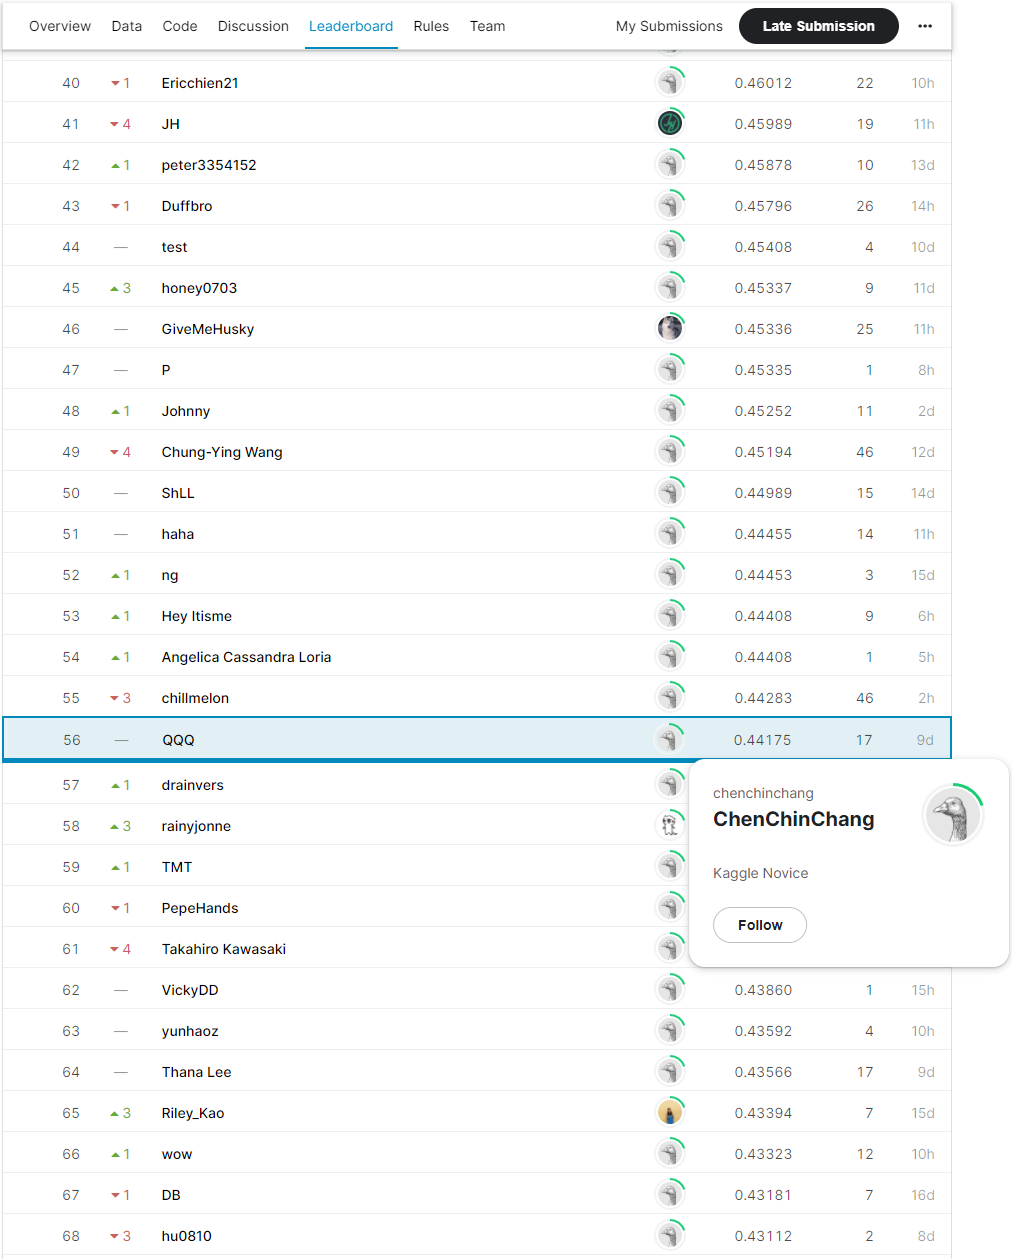 Overview Data Code Discussion Leaderboard Rules Team My Submissions Late Submission •••
40 1 Ericchien21 0.46012 22 10h
41 4 JH 0.45989 19 11h
42 1 peter3354152 0.45878 10 13d
43 1 Duffbro 0.45796 26 14h
44 — test 0.45408 4 10d
45 3 honey0703 0.45337 9 11d
46 — GiveMeHusky 0.45336 25 11h
47 — P 0.45335 1 8h
48 1 Johnny 0.45252 11 2d
49 4 Chung-Ying Wang 0.45194 46 12d
50 — ShLL 0.44989 15 14d
51 — haha 0.44455 14 11h
52 1 ng 0.44453 3 15d
53 1 Hey Itisme 0.44408 9 6h
54 1 Angelica Cassandra Loria 0.44408 1 5h
55 3 chillmelon 0.44283 46 2h
56 — QQQ 0.44175 17 9d
57 1 drainvers
chenchinchang
ChenChinChang
58 3 rainyjonne
59 1 TMT
Kaggle Novice
60 1 PepeHands
Follow
61 4 Takahiro Kawasaki
62 — VickyDD 0.43860 1 15h
63 — yunhaoz 0.43592 4 10h
64 — Thana Lee 0.43566 17 9d
65 3 Riley_Kao 0.43394 7 15d
66 1 wow 0.43323 12 10h
67 1 DB 0.43181 7 16d
68 3 hu0810 0.43112 2 8d